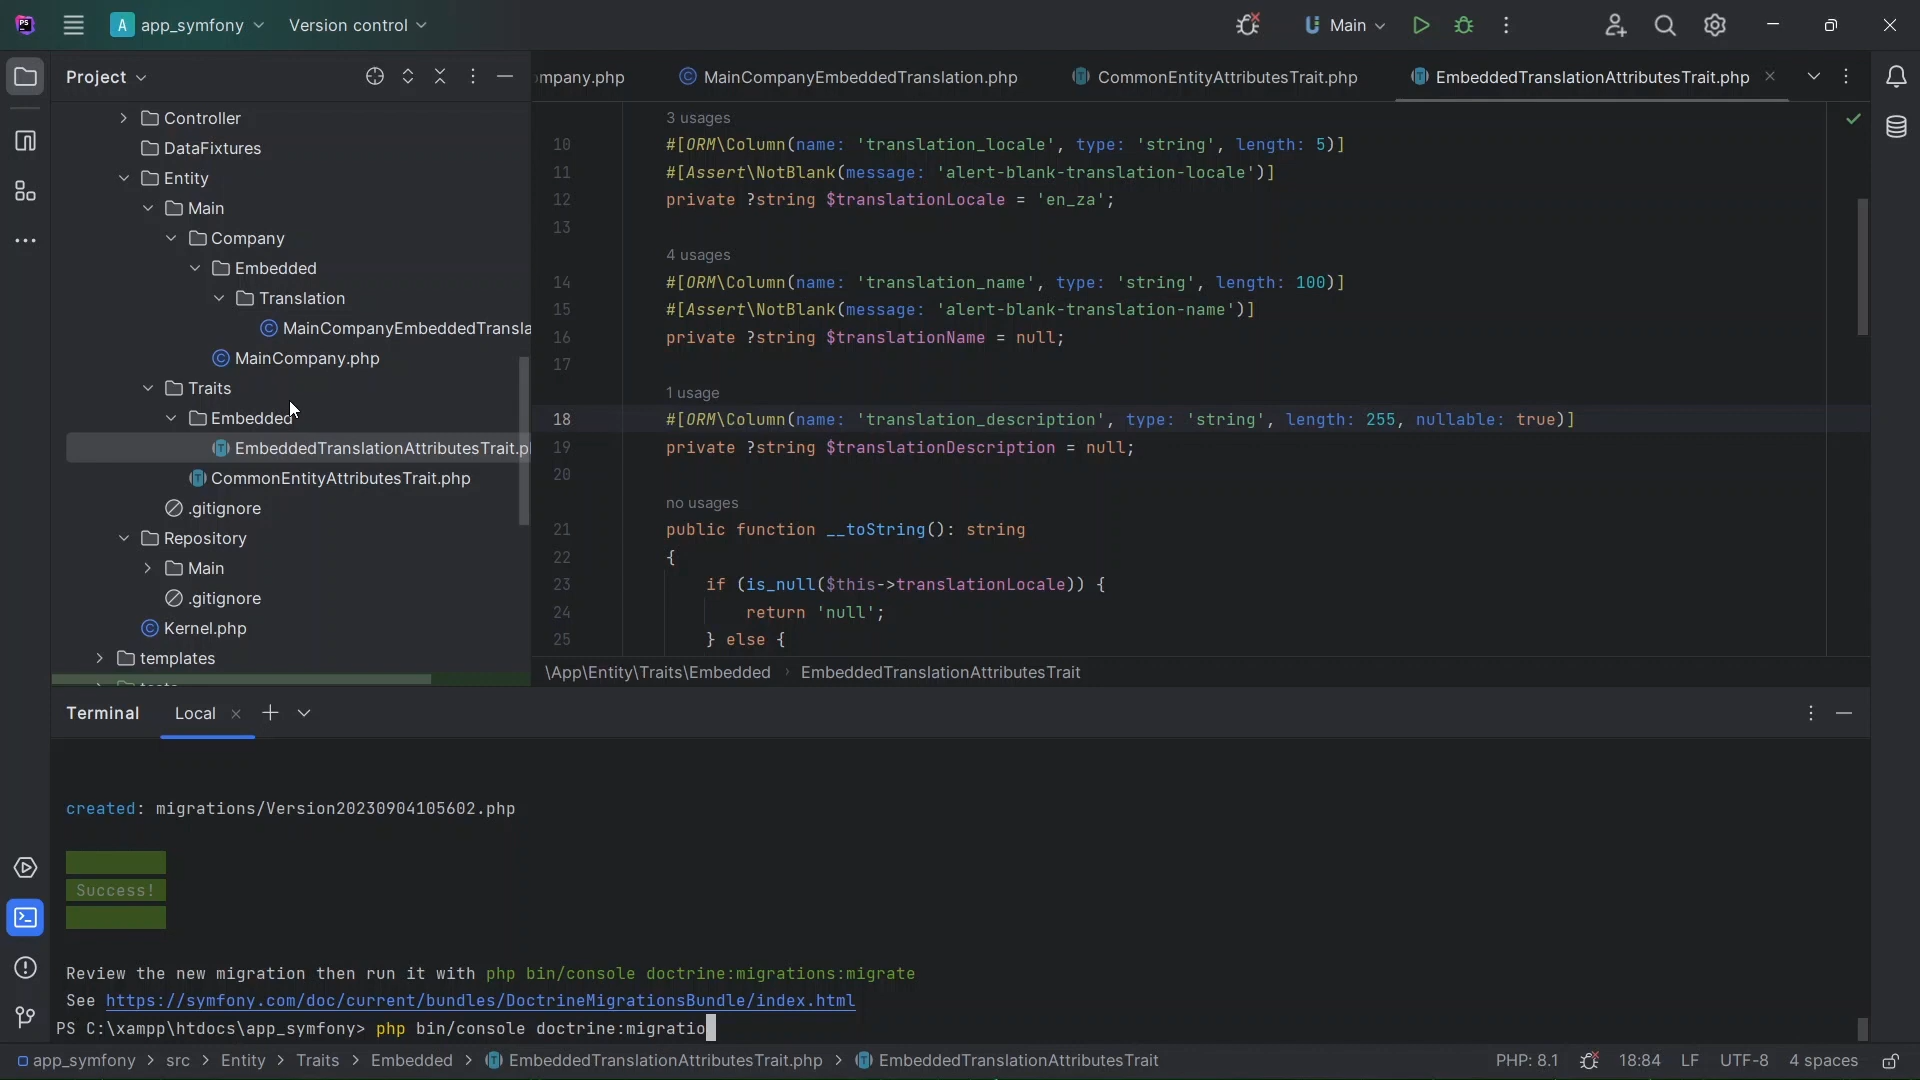 PS
A app_symfony
Version control
Main
Project
Controller
DataFixtures
Entity
Main
Company
Embedded
Translation
MainCompanyEmbeddedTransla
MainCompany.php
Traits
Embedded
EmbeddedTranslationAttributesTrait.p
CommonEntityAttributesTrait.php
.gitignore
Repository
Main
.gitignore
Kernel.php
templates
mpany.php
MainCompanyEmbeddedTranslation.php
CommonEntityAttributesTrait.php
EmbeddedTranslationAttributesTrait.php
3 usages
10 #[ORM\Column(name: 'translation_locale', type: 'string', length: 5)]
11 #[Assert\NotBlank(message: 'alert-blank-translation-locale')]
12 private ?string $translationLocale = 'en_za';
13
4 usages
14 #[ORM\Column(name: 'translation_name', type: 'string', length: 100)]
15 #[Assert\NotBlank(message: 'alert-blank-translation-name')]
16 private ?string $translationName = null;
17
1 usage
18 #[ORM\Column(name: 'translation_description', type: 'string', length: 255, nullable: true)]
19 private ?string $translationDescription = null;
20
no usages
21 public function __toString(): string
22 {
23 if (is_null($this->translationLocale)) {
24 return 'null';
25 } else {
\App\Entity\Traits\Embedded › EmbeddedTranslationAttributesTrait
Terminal
Local
created: migrations/Version20230904105602.php
Success!
Review the new migration then run it with php bin/console doctrine:migrations:migrate
See https://symfony.com/doc/current/bundles/DoctrineMigrationsBundle/index.html
PS C:\xampp\htdocs\app_symfony> php bin/console doctrine:migratio
app_symfony > src > Entity > Traits > Embedded > EmbeddedTranslationAttributesTrait.php > EmbeddedTranslationAttributesTrait
PHP: 8.1
18:84
LF
UTF-8
4 spaces